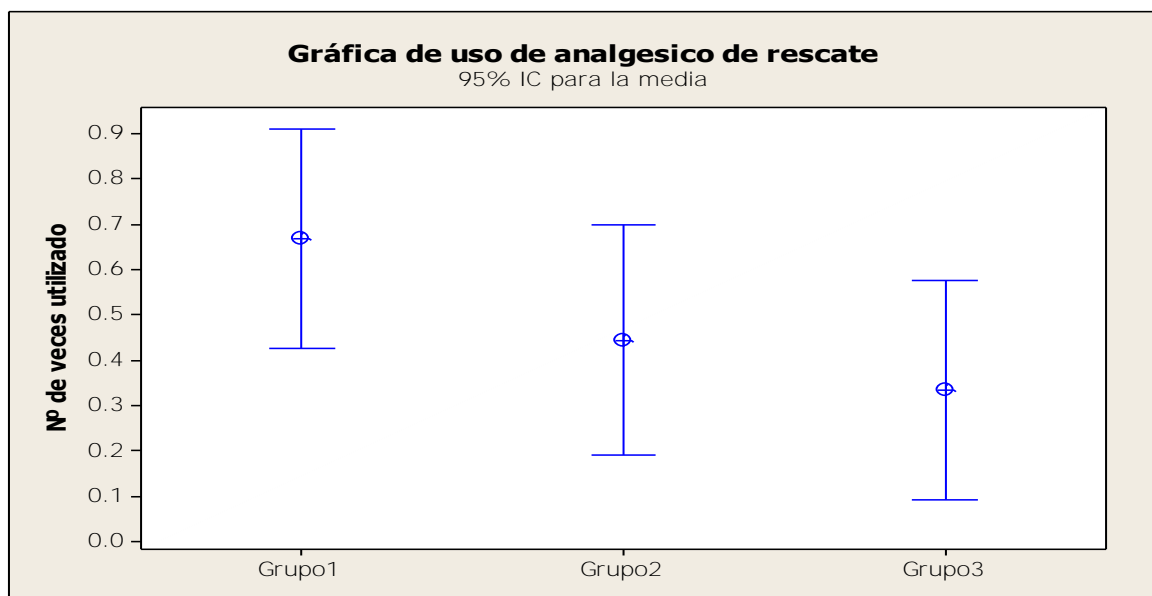 Gráfica de uso de analgesico de rescate
95% IC para la media
Nº de veces utilizado
0.9
0.8
0.7
0.6
0.5
0.4
0.3
0.2
0.1
0.0
Grupo1 Grupo2 Grupo3